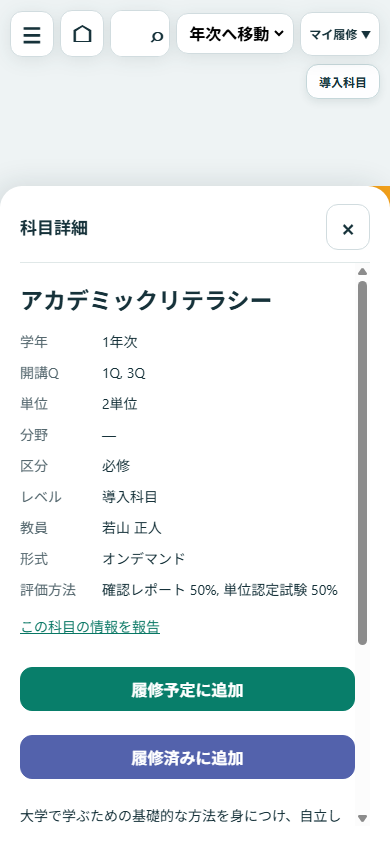 年次へ移動
マイ履修 ▼
導入科目
科目詳細
×
アカデミックリテラシー
学年 1年次
開講Q 1Q, 3Q
単位 2単位
分野 —
区分 必修
レベル 導入科目
教員 若山 正人
形式 オンデマンド
評価方法 確認レポート 50%, 単位認定試験 50%
この科目の情報を報告
履修予定に追加
履修済みに追加
大学で学ぶための基礎的な方法を身につけ、自立し